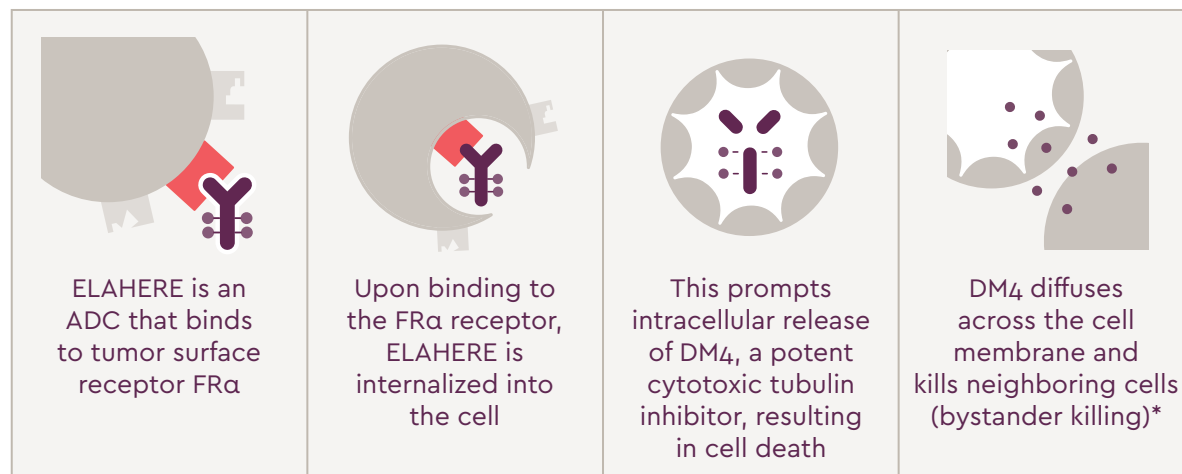 ELAHERE is an
ADC that binds
to tumor surface
receptor FRα
Upon binding to
the FRα receptor,
ELAHERE is
internalized into
the cell
This prompts
intracellular release
of DM4, a potent
cytotoxic tubulin
inhibitor, resulting
in cell death
DM4 diffuses
across the cell
membrane and
kills neighboring cells
(bystander killing)*